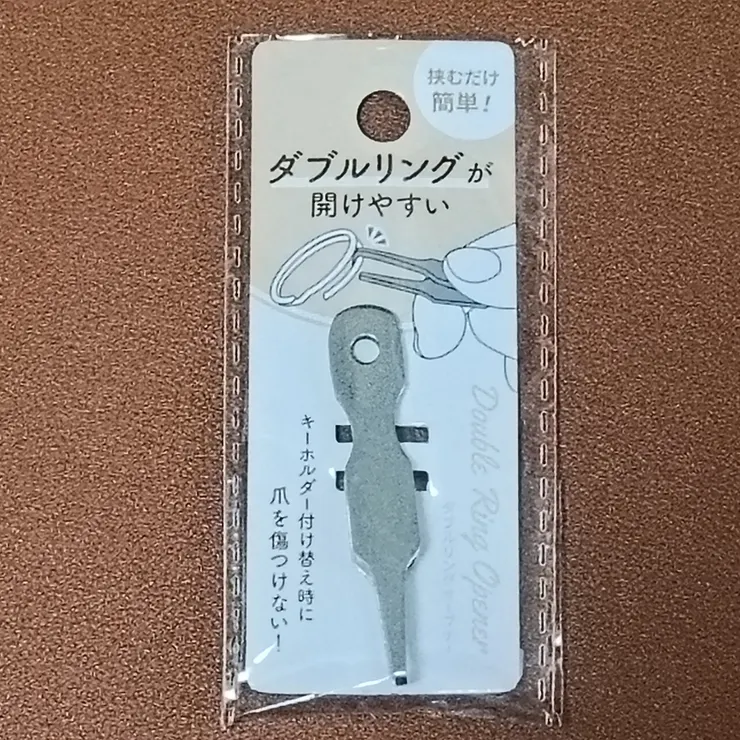 挟むだけ
簡単！
ダブルリングが
開けやすい
キーホルダー付け替え時に
爪を傷つけない！
Double Ring Opener